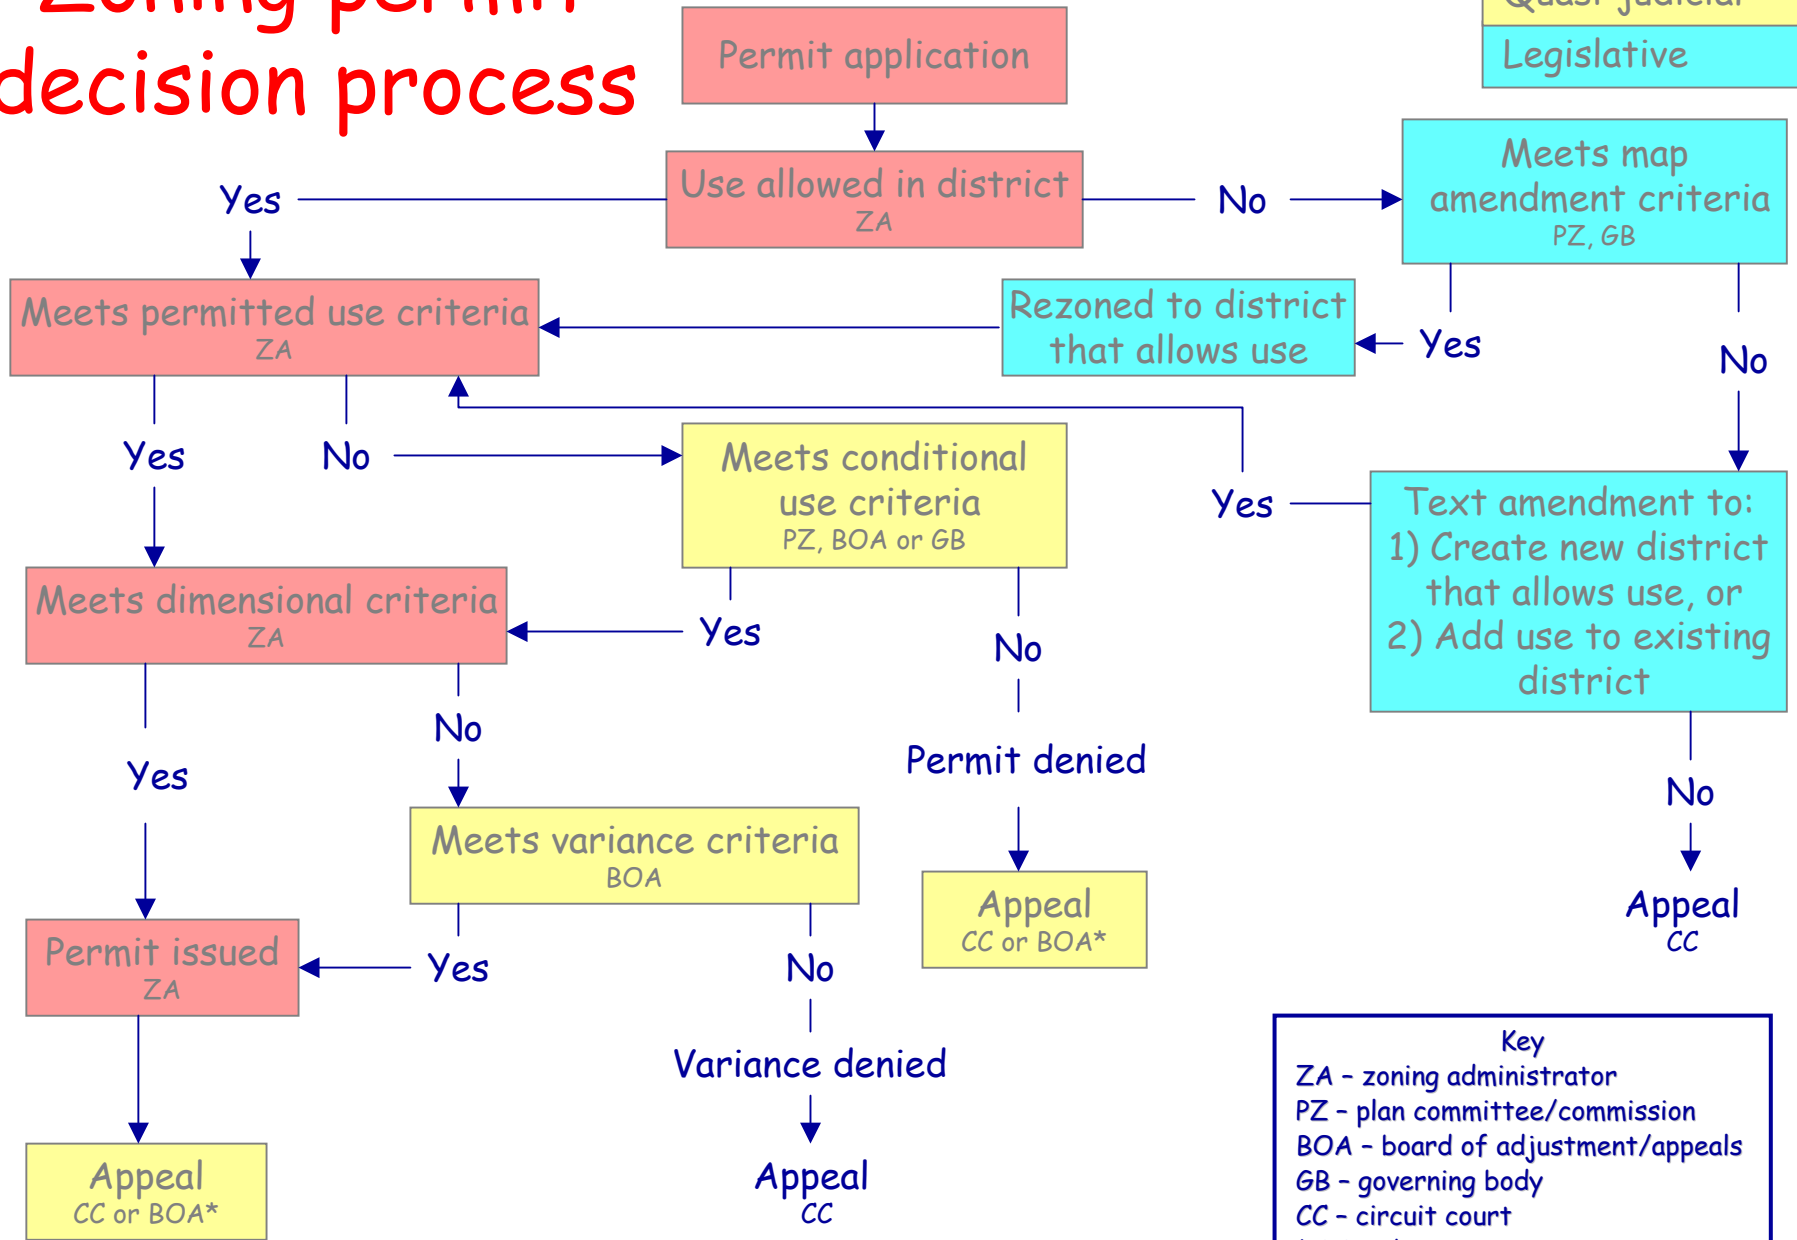 Zoning permit
decision process
Quasi-judicial
Legislative
Permit application
Use allowed in district
ZA
Yes
No
Meets map
amendment criteria
PZ, GB
Meets permitted use criteria
ZA
Rezoned to district
that allows use
Yes
No
Yes
No
Meets conditional
use criteria
PZ, BOA or GB
Yes
Text amendment to:
1) Create new district
that allows use, or
2) Add use to existing
district
Meets dimensional criteria
ZA
Yes
No
No
Yes
Permit denied
No
Meets variance criteria
BOA
Appeal
CC or BOA*
Appeal
CC
Permit issued
ZA
Yes
No
Variance denied
Appeal
CC or BOA*
Appeal
CC
Key
ZA – zoning administrator
PZ – plan committee/commission
BOA – board of adjustment/appeals
GB – governing body
CC – circuit court